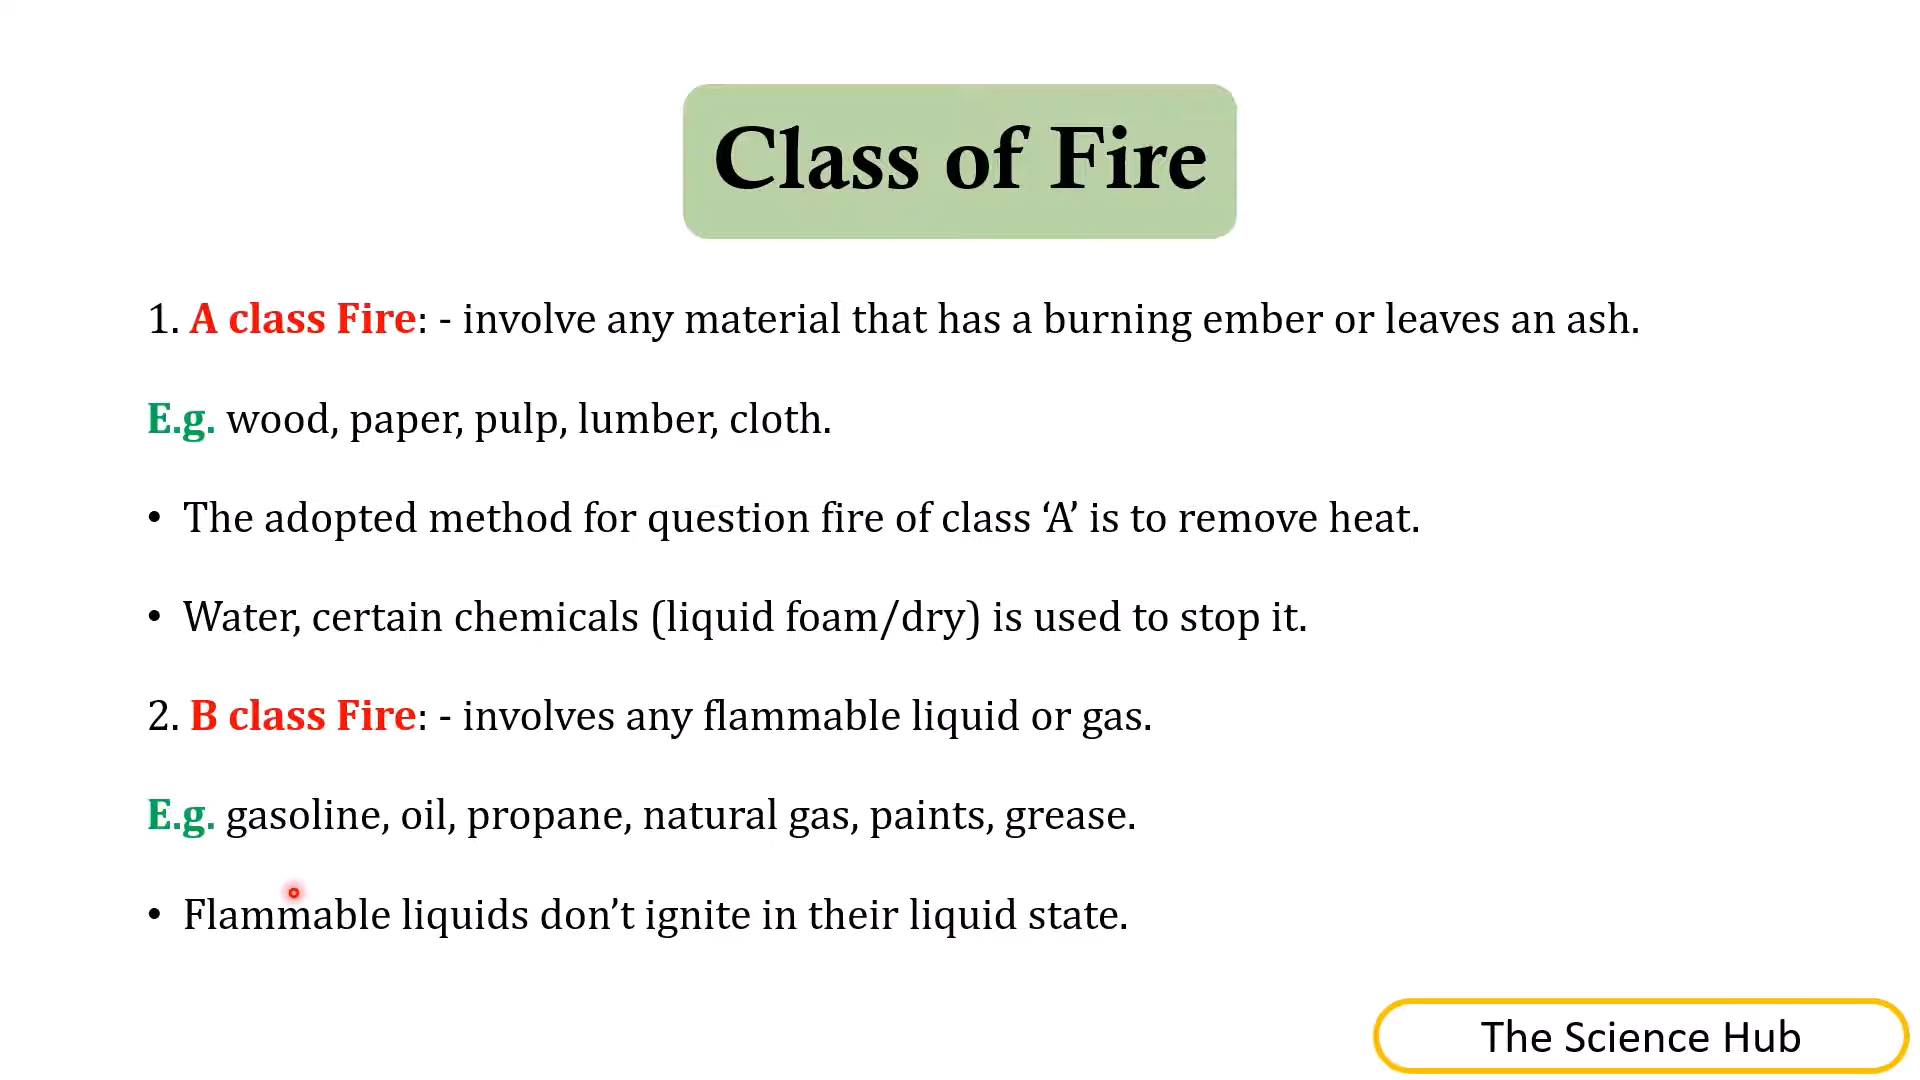 Class of Fire
1. A class Fire: - involve any material that has a burning ember or leaves an ash.
E.g. wood, paper, pulp, lumber, cloth.
• The adopted method for question fire of class ‘A’ is to remove heat.
• Water, certain chemicals (liquid foam/dry) is used to stop it.
2. B class Fire: - involves any flammable liquid or gas.
E.g. gasoline, oil, propane, natural gas, paints, grease.
• Flammable liquids don’t ignite in their liquid state.
The Science Hub